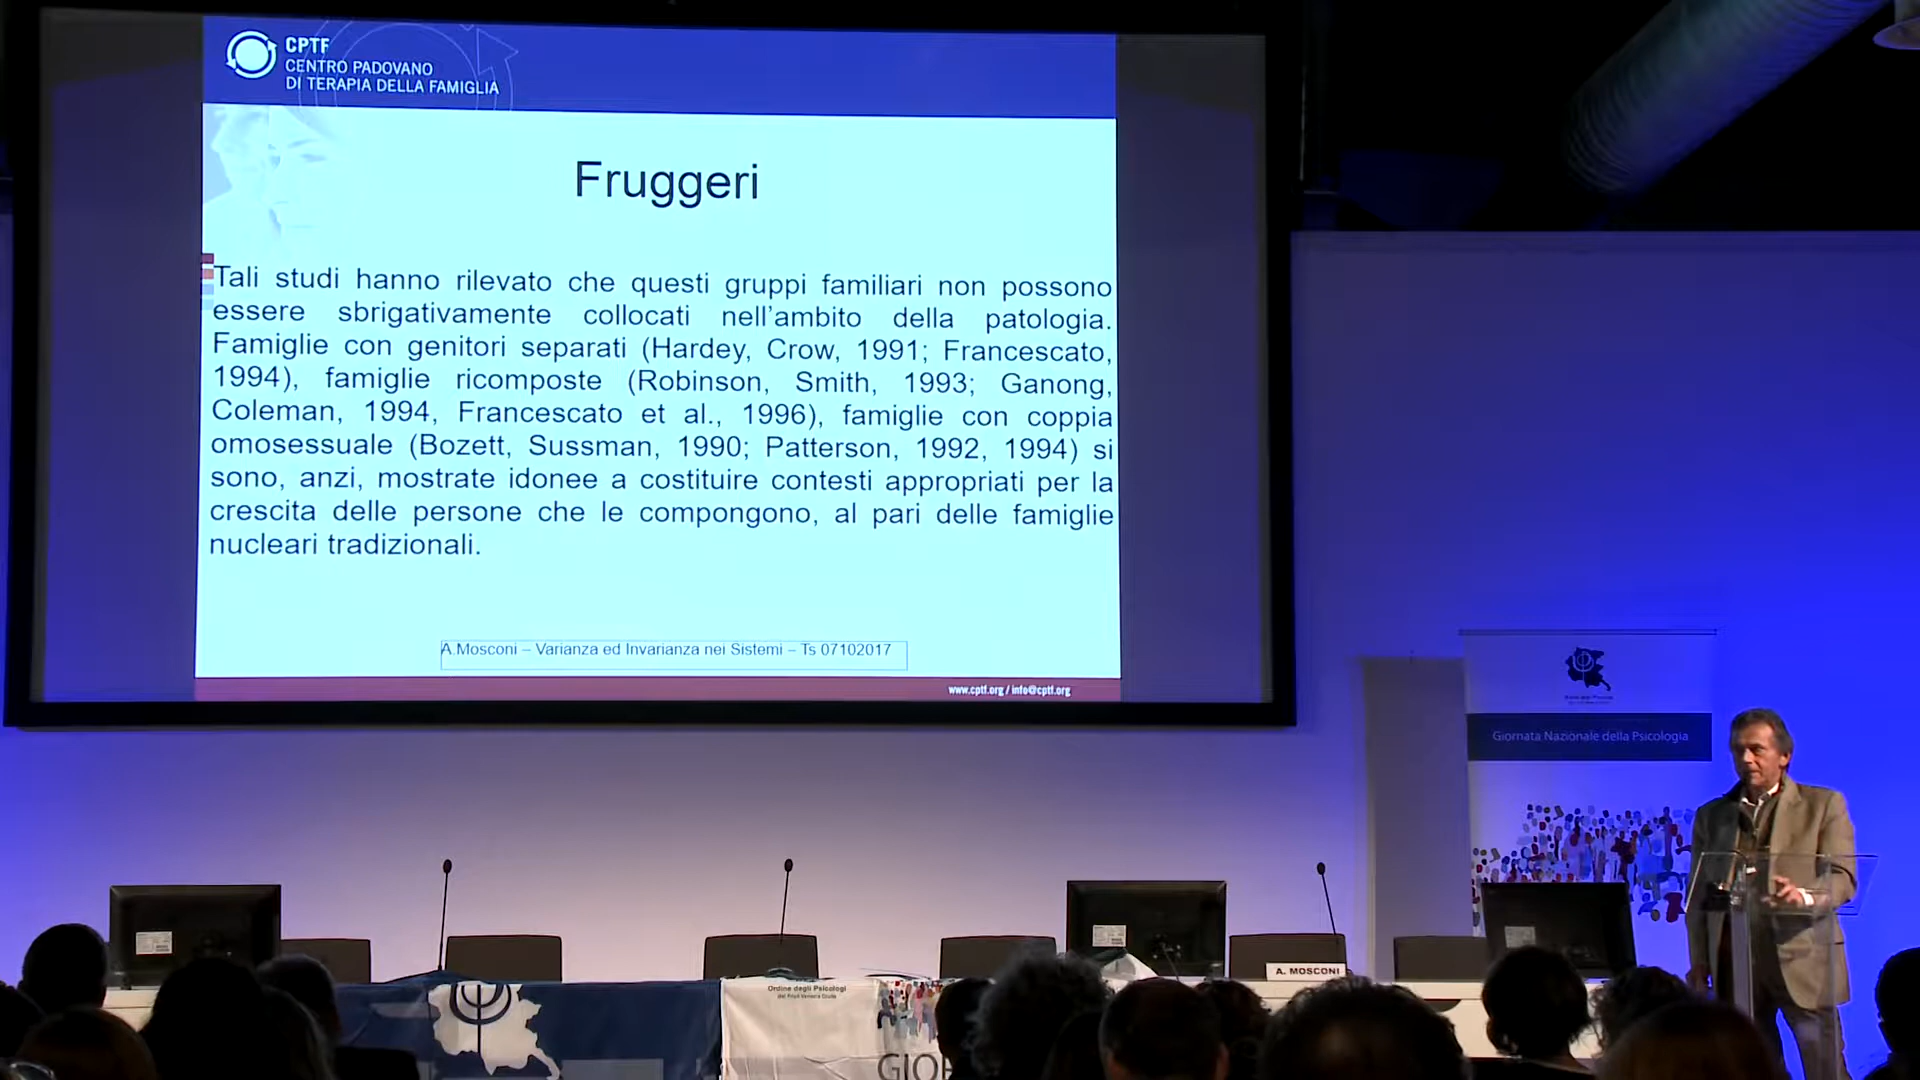 CPTF
CENTRO PADOVANO
DI TERAPIA DELLA FAMIGLIA
Fruggeri
Tali studi hanno rilevato che questi gruppi familiari non possono
essere sbrigativamente collocati nell'ambito della patologia.
Famiglie con genitori separati (Hardey, Crow, 1991; Francescato,
1994), famiglie ricomposte (Robinson, Smith, 1993; Ganong,
Coleman, 1994, Francescato et al., 1996), famiglie con coppia
omosessuale (Bozett, Sussman, 1990; Patterson, 1992, 1994) si
sono, anzi, mostrate idonee a costituire contesti appropriati per la
crescita delle persone che le compongono, al pari delle famiglie
nucleari tradizionali.
A.Mosconi – Varianza ed Invarianza nei Sistemi – Ts 07102017
www.cptf.org / info@cptf.org
Giornata Nazionale della Psicologia
A. MOSCONI
Ordine degli Psicologi
del Friuli Venezia Giulia
GIOR